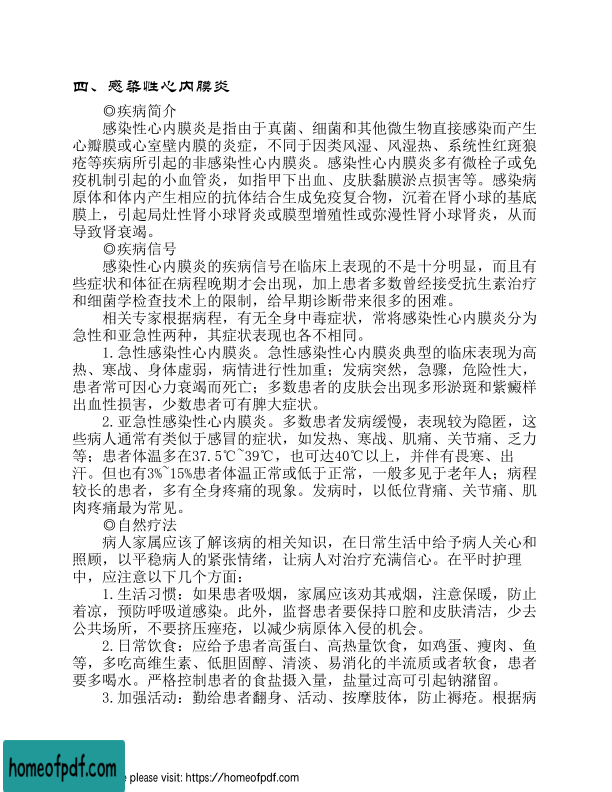 四、感染性心内膜炎
◎疾病简介
感染性心内膜炎是指由于真菌、细菌和其他微生物直接感染而产生
心瓣膜或心室壁内膜的炎症，不同于因类风湿、风湿热、系统性红斑狼
疮等疾病所引起的非感染性心内膜炎。感染性心内膜炎多有微栓子或免
疫机制引起的小血管炎，如指甲下出血、皮肤黏膜淤点损害等。感染病
原体和体内产生相应的抗体结合生成免疫复合物，沉着在肾小球的基底
膜上，引起局灶性肾小球肾炎或膜型增殖性或弥漫性肾小球肾炎，从而
导致肾衰竭。
◎疾病信号
感染性心内膜炎的疾病信号在临床上表现的不是十分明显，而且有
些症状和体征在病程晚期才会出现，加上患者多数曾经接受抗生素治疗
和细菌学检查技术上的限制，给早期诊断带来很多的困难。
相关专家根据病程，有无全身中毒症状，常将感染性心内膜炎分为
急性和亚急性两种，其症状表现也各不相同。
1.急性感染性心内膜炎。急性感染性心内膜炎典型的临床表现为高
热、寒战、身体虚弱，病情进行性加重；发病突然，急骤，危险性大，
患者常可因心力衰竭而死亡；多数患者的皮肤会出现多形淤斑和紫癜样
出血性损害，少数患者可有脾大症状。
2.亚急性感染性心内膜炎。多数患者发病缓慢，表现较为隐匿，这
些病人通常有类似于感冒的症状，如发热、寒战、肌痛、关节痛、乏力
等；患者体温多在37.5℃~39℃，也可达40℃以上，并伴有畏寒、出
汗。但也有3%~15%患者体温正常或低于正常，一般多见于老年人；病程
较长的患者，多有全身疼痛的现象。发病时，以低位背痛、关节痛、肌
肉疼痛最为常见。
◎自然疗法
病人家属应该了解该病的相关知识，在日常生活中给予病人关心和
照顾，以平稳病人的紧张情绪，让病人对治疗充满信心。在平时护理
中，应注意以下几个方面：
1.生活习惯：如果患者吸烟，家属应该劝其戒烟，注意保暖，防止
着凉，预防呼吸道感染。此外，监督患者要保持口腔和皮肤清洁，少去
公共场所，不要挤压痤疮，以减少病原体入侵的机会。
2.日常饮食：应给予患者高蛋白、高热量饮食，如鸡蛋、瘦肉、鱼
等，多吃高维生素、低胆固醇、清淡、易消化的半流质或者软食，患者
要多喝水。严格控制患者的食盐摄入量，盐量过高可引起钠潴留。
3.加强活动：勤给患者翻身、活动、按摩肢体，防止褥疮。根据病
homeofpdf.com
please visit: https://homeofpdf.com